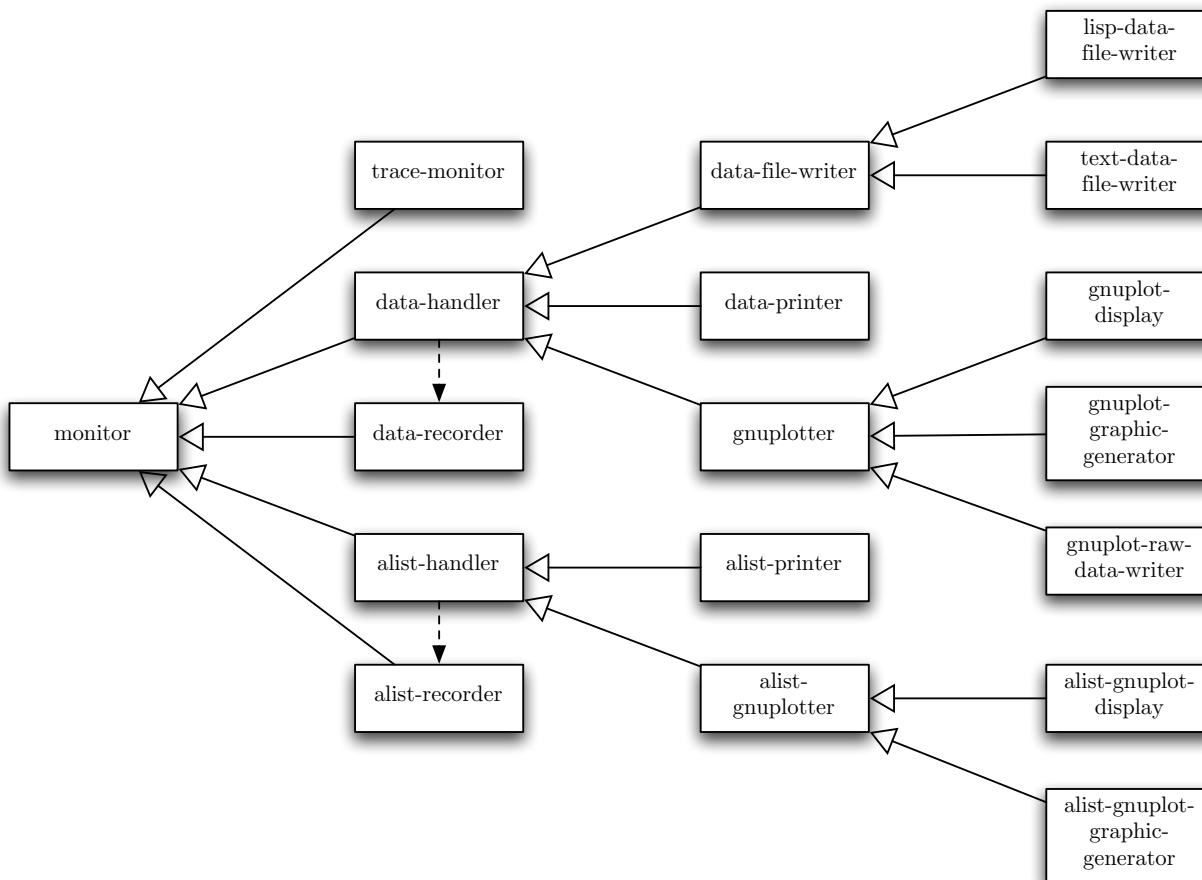 lisp-data-
file-writer
trace-monitor
data-file-writer
text-data-
file-writer
data-handler
data-printer
gnuplot-
display
monitor
data-recorder
gnuplotter
gnuplot-
graphic-
generator
alist-handler
alist-printer
gnuplot-raw-
data-writer
alist-recorder
alist-
gnuplotter
alist-gnuplot-
display
alist-gnuplot-
graphic-
generator